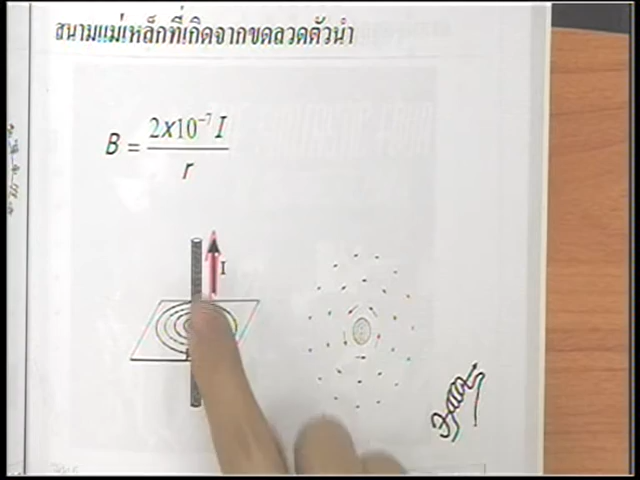 สนามแม่เหล็กที่เกิดจากขดลวดตัวนำ
B = 2x10⁻⁷ I / r
I